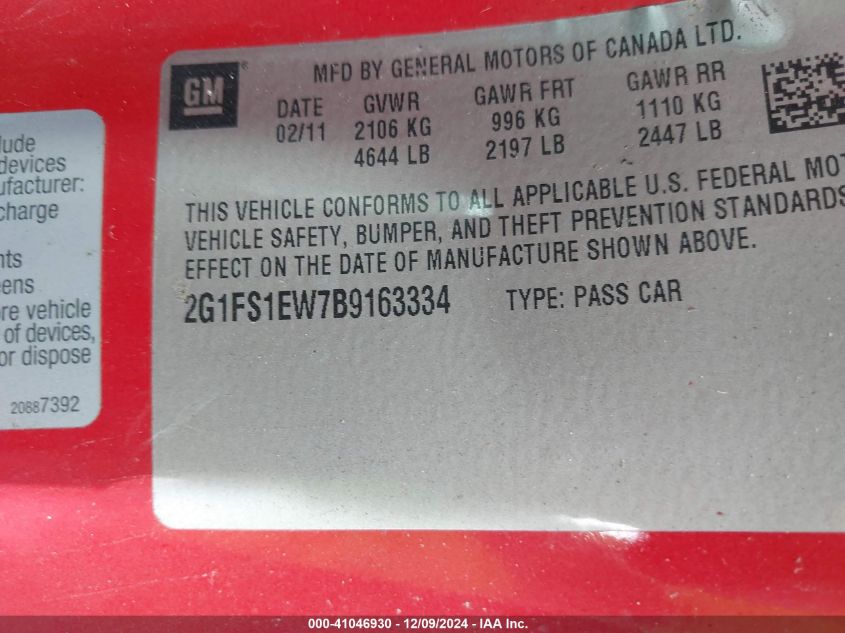 GM
MFD BY GENERAL MOTORS OF CANADA LTD.
DATE GVWR GAWR FRT GAWR RR
02/11 2106 KG 996 KG 1110 KG
4644 LB 2197 LB 2447 LB
THIS VEHICLE CONFORMS TO ALL APPLICABLE U.S. FEDERAL MOT
VEHICLE SAFETY, BUMPER, AND THEFT PREVENTION STANDARDS
EFFECT ON THE DATE OF MANUFACTURE SHOWN ABOVE.
2G1FS1EW7B9163334 TYPE: PASS CAR
lude
devices
ufacturer:
charge
nts
eens
ore vehicle
of devices,
or dispose
20887392
000-41046930 - 12/09/2024 - IAA Inc.